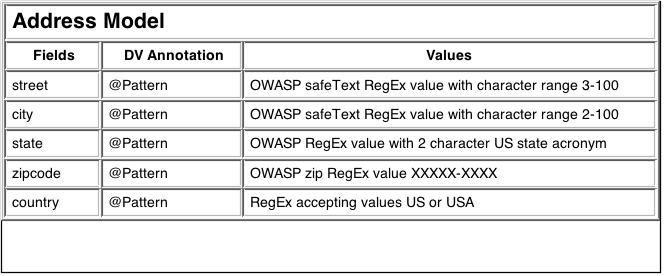 Address Model
Fields DV Annotation Values
street @Pattern OWASP safeText RegEx value with character range 3-100
city @Pattern OWASP safeText RegEx value with character range 2-100
state @Pattern OWASP RegEx value with 2 character US state acronym
zipcode @Pattern OWASP zip RegEx value XXXXX-XXXX
country @Pattern RegEx accepting values US or USA